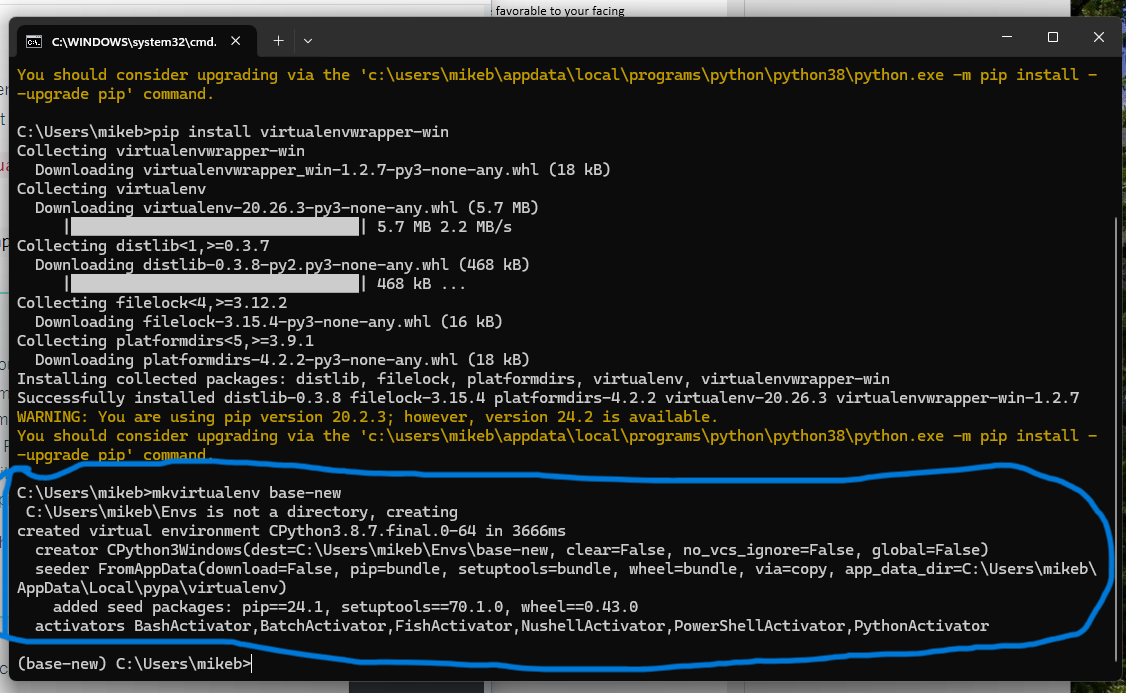 favorable to your facing
C:\WINDOWS\system32\cmd.
You should consider upgrading via the 'c:\users\mikeb\appdata\local\programs\python\python38\python.exe -m pip install -
-upgrade pip' command.
C:\Users\mikeb>pip install virtualenvwrapper-win
Collecting virtualenvwrapper-win
Downloading virtualenvwrapper_win-1.2.7-py3-none-any.whl (18 kB)
Collecting virtualenv
Downloading virtualenv-20.26.3-py3-none-any.whl (5.7 MB)
|████████████████████████████████| 5.7 MB 2.2 MB/s
Collecting distlib<1,>=0.3.7
Downloading distlib-0.3.8-py2.py3-none-any.whl (468 kB)
|████████████████████████████████| 468 kB ...
Collecting filelock<4,>=3.12.2
Downloading filelock-3.15.4-py3-none-any.whl (16 kB)
Collecting platformdirs<5,>=3.9.1
Downloading platformdirs-4.2.2-py3-none-any.whl (18 kB)
Installing collected packages: distlib, filelock, platformdirs, virtualenv, virtualenvwrapper-win
Successfully installed distlib-0.3.8 filelock-3.15.4 platformdirs-4.2.2 virtualenv-20.26.3 virtualenvwrapper-win-1.2.7
WARNING: You are using pip version 20.2.3; however, version 24.2 is available.
You should consider upgrading via the 'c:\users\mikeb\appdata\local\programs\python\python38\python.exe -m pip install -
-upgrade pip' command.
C:\Users\mikeb>mkvirtualenv base-new
C:\Users\mikeb\Envs is not a directory, creating
created virtual environment CPython3.8.7.final.0-64 in 3666ms
creator CPython3Windows(dest=C:\Users\mikeb\Envs\base-new, clear=False, no_vcs_ignore=False, global=False)
seeder FromAppData(download=False, pip=bundle, setuptools=bundle, wheel=bundle, via=copy, app_data_dir=C:\Users\mikeb\
AppData\Local\pypa\virtualenv)
added seed packages: pip==24.1, setuptools==70.1.0, wheel==0.43.0
activators BashActivator,BatchActivator,FishActivator,NushellActivator,PowerShellActivator,PythonActivator
(base-new) C:\Users\mikeb>